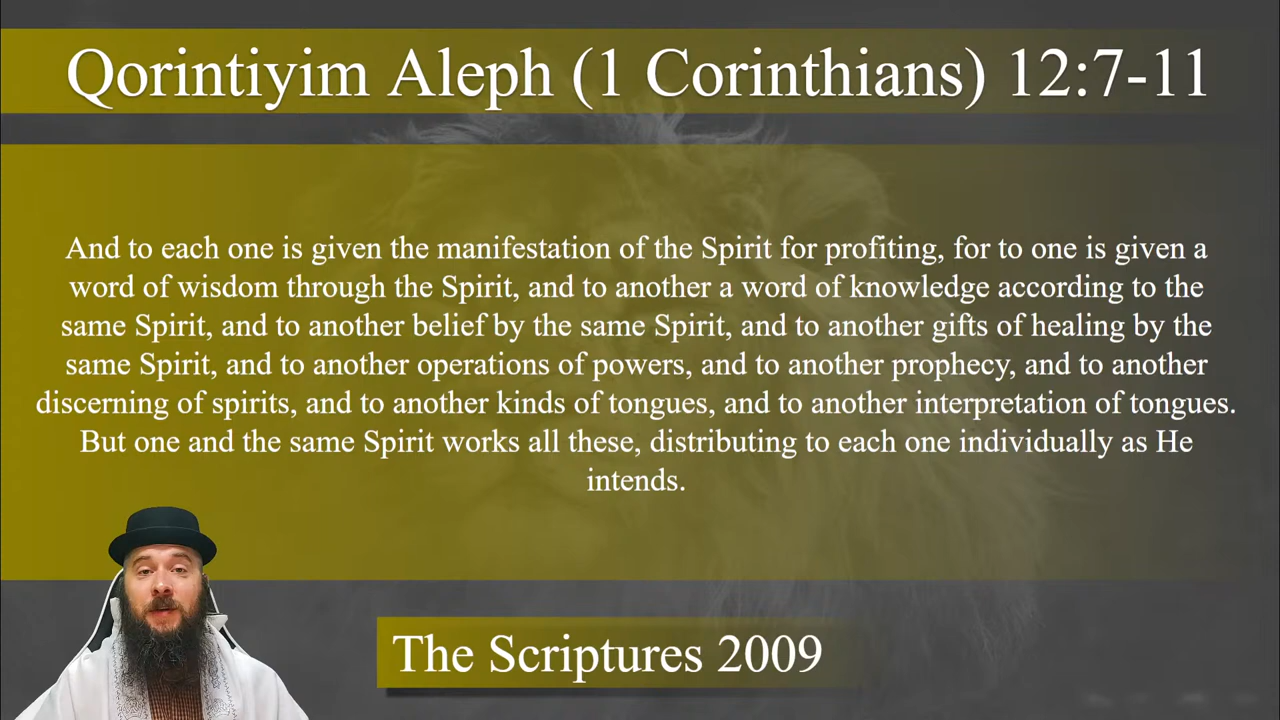 Qorintiyim Aleph (1 Corinthians) 12:7-11
And to each one is given the manifestation of the Spirit for profiting, for to one is given a
word of wisdom through the Spirit, and to another a word of knowledge according to the
same Spirit, and to another belief by the same Spirit, and to another gifts of healing by the
same Spirit, and to another operations of powers, and to another prophecy, and to another
discerning of spirits, and to another kinds of tongues, and to another interpretation of tongues.
But one and the same Spirit works all these, distributing to each one individually as He
intends.
The Scriptures 2009